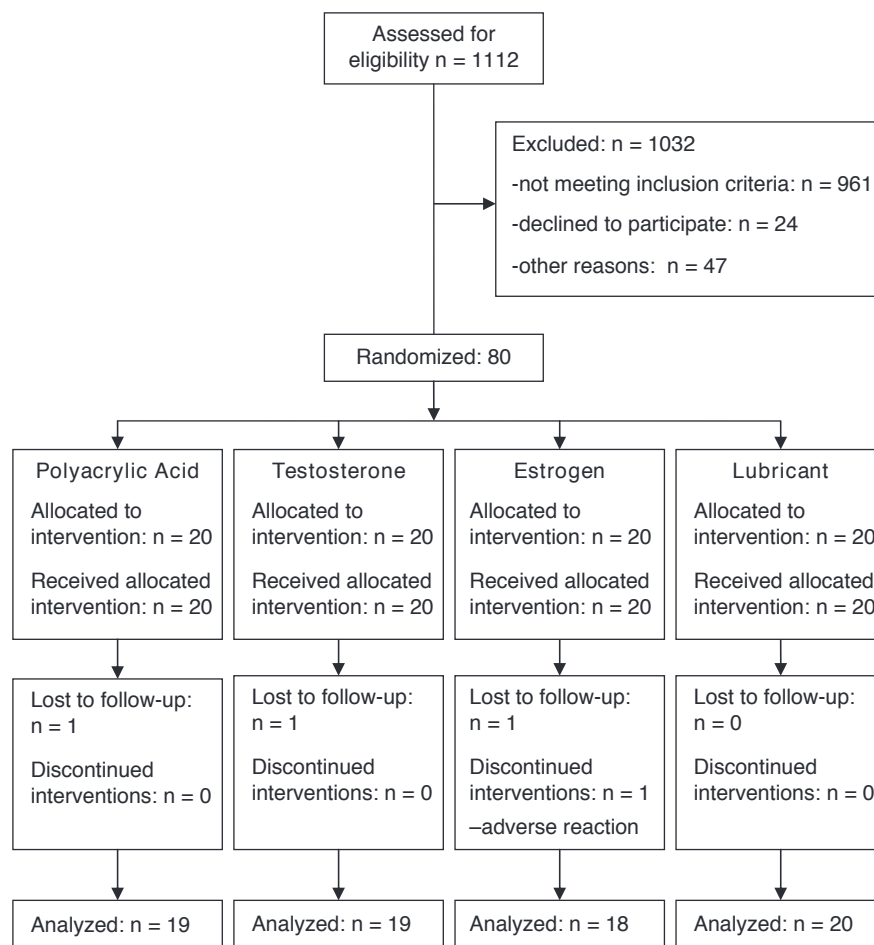 Assessed for
eligibility n = 1112
Excluded: n = 1032
-not meeting inclusion criteria: n = 961
-declined to participate: n = 24
-other reasons: n = 47
Randomized: 80
Polyacrylic Acid
Allocated to
intervention: n = 20
Received allocated
intervention: n = 20
Testosterone
Allocated to
intervention: n = 20
Received allocated
intervention: n = 20
Estrogen
Allocated to
intervention: n = 20
Received allocated
intervention: n = 20
Lubricant
Allocated to
intervention: n = 20
Received allocated
intervention: n = 20
Lost to follow-up:
n = 1
Discontinued
interventions: n = 0
Lost to follow-up:
n = 1
Discontinued
interventions: n = 0
Lost to follow-up:
n = 1
Discontinued
interventions: n = 1
–adverse reaction
Lost to follow-up:
n = 0
Discontinued
interventions: n = 0
Analyzed: n = 19
Analyzed: n = 19
Analyzed: n = 18
Analyzed: n = 20